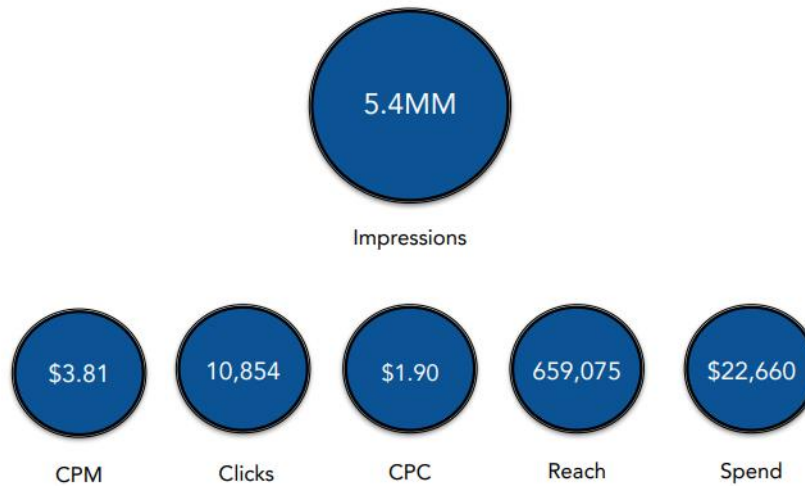 5.4MM
Impressions
$3.81 10,854 $1.90 659,075 $22,660
CPM Clicks CPC Reach Spend